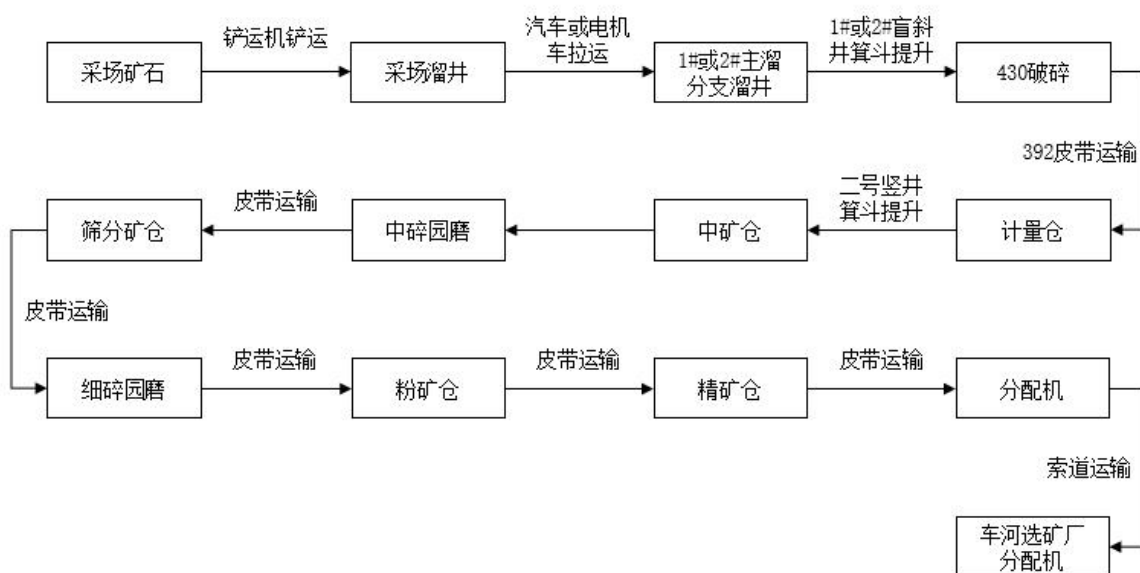 采场矿石
铲运机铲运
采场溜井
汽车或电机
车拉运
1#或2#主溜
分支溜井
1#或2#盲斜
井箕斗提升
430破碎
392皮带运输
计量仓
二号竖井
箕斗提升
中矿仓
中碎园磨
皮带运输
筛分矿仓
皮带运输
细碎园磨
皮带运输
粉矿仓
皮带运输
精矿仓
皮带运输
分配机
索道运输
车河选矿厂
分配机